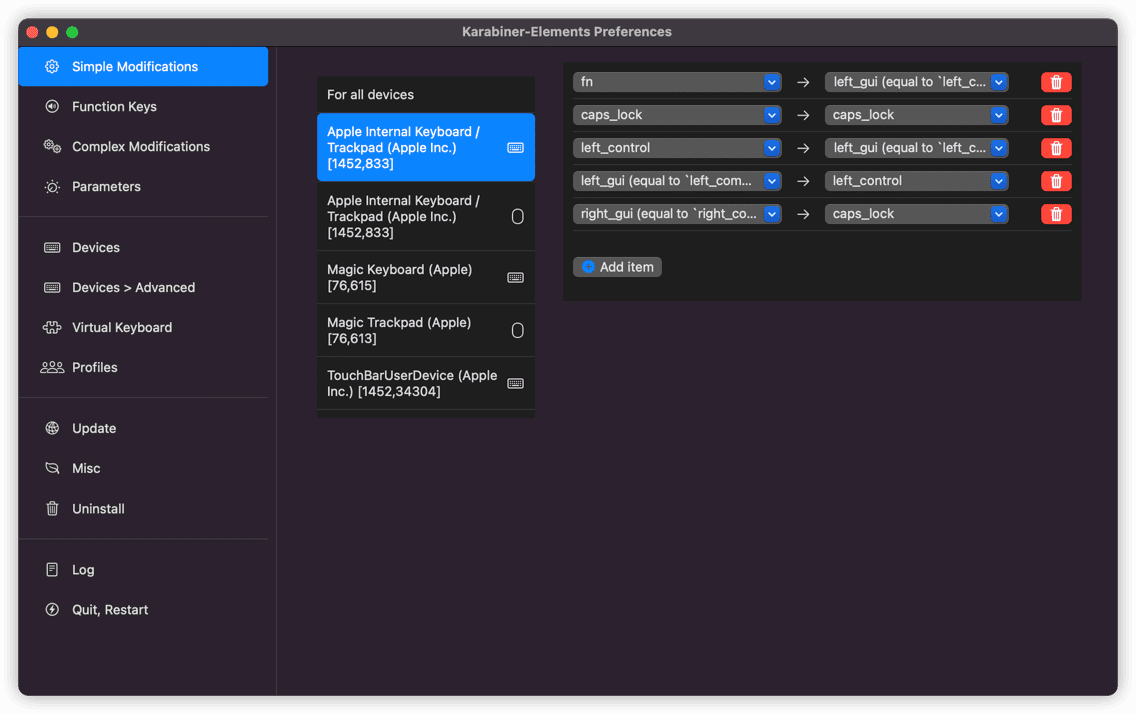 Karabiner-Elements Preferences
Simple Modifications
Function Keys
Complex Modifications
Parameters
Devices
Devices > Advanced
Virtual Keyboard
Profiles
Update
Misc
Uninstall
Log
Quit, Restart
For all devices
Apple Internal Keyboard /
Trackpad (Apple Inc.)
[1452,833]
Apple Internal Keyboard /
Trackpad (Apple Inc.)
[1452,833]
Magic Keyboard (Apple)
[76,615]
Magic Trackpad (Apple)
[76,613]
TouchBarUserDevice (Apple
Inc.) [1452,34304]
fn → left_gui (equal to `left_c...
caps_lock → caps_lock
left_control → left_gui (equal to `left_c...
left_gui (equal to `left_com... → left_control
right_gui (equal to `right_co... → caps_lock
Add item